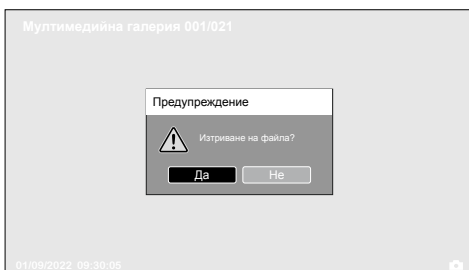 Мултимедийна галерия 001/021
Предупреждение
Изтриване на файла?
Да
Не
01/09/2022 09:30:05